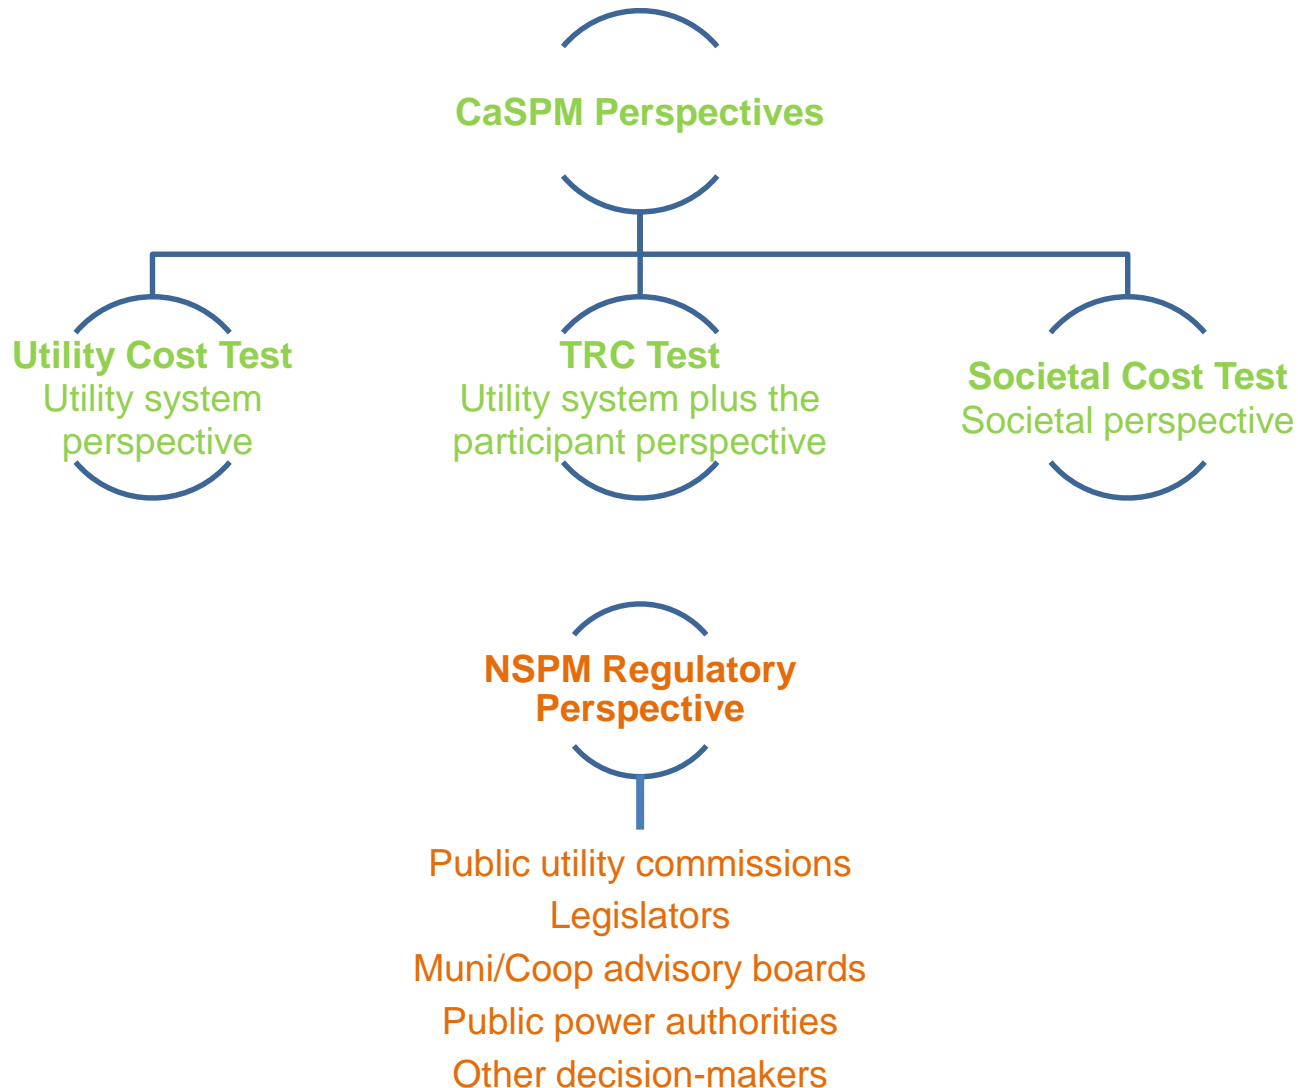 CaSPM Perspectives
Utility Cost Test
Utility system
perspective
TRC Test
Utility system plus the
participant perspective
Societal Cost Test
Societal perspective
NSPM Regulatory
Perspective
Public utility commissions
Legislators
Muni/Coop advisory boards
Public power authorities
Other decision-makers